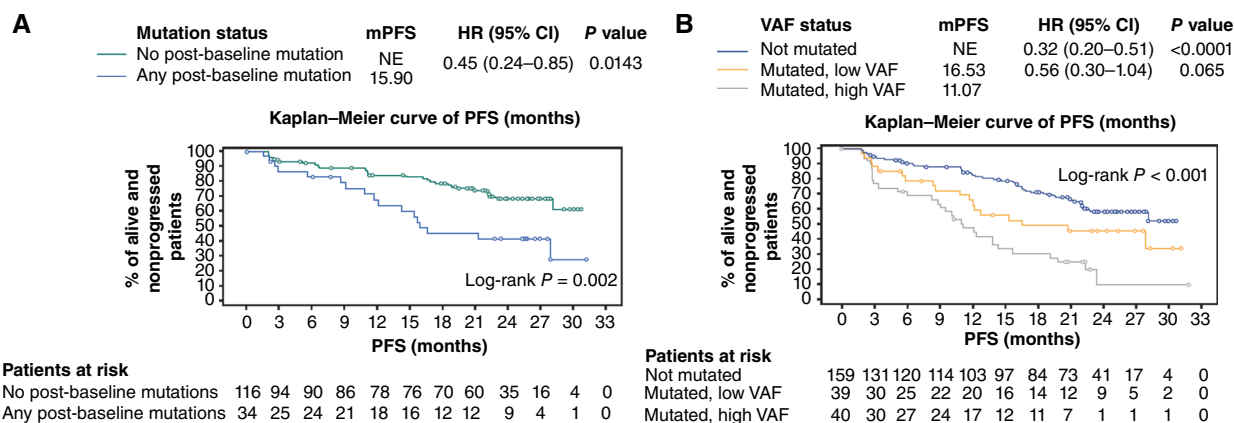 A
Mutation status mPFS HR (95% CI) P value
No post-baseline mutation NE
0.45 (0.24–0.85) 0.0143
Any post-baseline mutation 15.90
Kaplan–Meier curve of PFS (months)
% of alive and
nonprogressed
patients
100
90
80
70
60
50
40
30
20
10
0
Log-rank P = 0.002
0 3 6 9 12 15 18 21 24 27 30 33
PFS (months)
Patients at risk
No post-baseline mutations 116 94 90 86 78 76 70 60 35 16 4 0
Any post-baseline mutations 34 25 24 21 18 16 12 12 9 4 1 0
B
VAF status mPFS HR (95% CI) P value
Not mutated NE 0.32 (0.20–0.51) <0.0001
Mutated, low VAF 16.53 0.56 (0.30–1.04) 0.065
Mutated, high VAF 11.07
Kaplan–Meier curve of PFS (months)
% of alive and
nonprogressed
patients
100
90
80
70
60
50
40
30
20
10
0
Log-rank P < 0.001
0 3 6 9 12 15 18 21 24 27 30 33
PFS (months)
Patients at risk
Not mutated 159 131 120 114 103 97 84 73 41 17 4 0
Mutated, low VAF 39 30 25 22 20 16 14 12 9 5 2 0
Mutated, high VAF 40 30 27 24 17 12 11 7 1 1 1 0